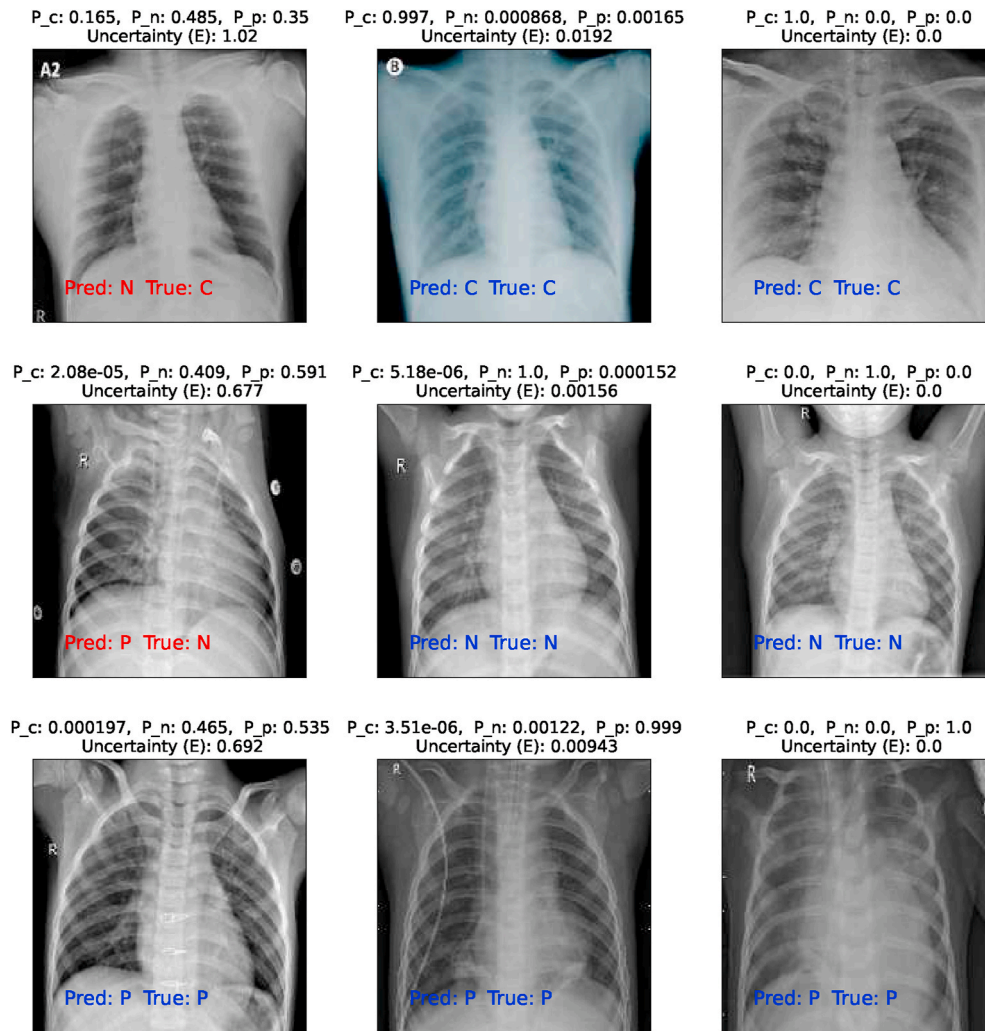 P_c: 0.165,  P_n: 0.485,  P_p: 0.35
Uncertainty (E): 1.02
A2
Pred: N  True: C
R
P_c: 0.997,  P_n: 0.000868,  P_p: 0.00165
Uncertainty (E): 0.0192
B
Pred: C  True: C
P_c: 1.0,  P_n: 0.0,  P_p: 0.0
Uncertainty (E): 0.0
Pred: C  True: C
P_c: 2.08e-05,  P_n: 0.409,  P_p: 0.591
Uncertainty (E): 0.677
R
Pred: P  True: N
P_c: 5.18e-06,  P_n: 1.0,  P_p: 0.000152
Uncertainty (E): 0.00156
R
Pred: N  True: N
P_c: 0.0,  P_n: 1.0,  P_p: 0.0
Uncertainty (E): 0.0
R
Pred: N  True: N
P_c: 0.000197,  P_n: 0.465,  P_p: 0.535
Uncertainty (E): 0.692
R
Pred: P  True: P
P_c: 3.51e-06,  P_n: 0.00122,  P_p: 0.999
Uncertainty (E): 0.00943
R
Pred: P  True: P
P_c: 0.0,  P_n: 0.0,  P_p: 1.0
Uncertainty (E): 0.0
R
Pred: P  True: P